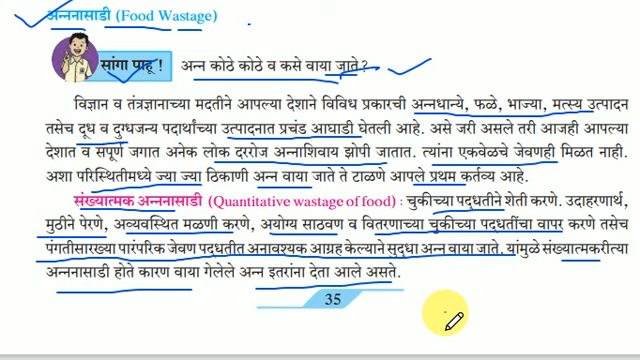 अन्ननासाडी (Food Wastage)
सांगा पाहू ! अन्न कोठे कोठे व कसे वाया जाते ?
विज्ञान व तंत्रज्ञानाच्या मदतीने आपल्या देशाने विविध प्रकारची अन्नधान्ये, फळे, भाज्या, मत्स्य उत्पादन
तसेच दूध व दुग्धजन्य पदार्थांच्या उत्पादनात प्रचंड आघाडी घेतली आहे. असे जरी असले तरी आजही आपल्या
देशात व संपूर्ण जगात अनेक लोक दररोज अन्नाशिवाय झोपी जातात. त्यांना एकवेळचे जेवणही मिळत नाही.
अशा परिस्थितीमध्ये ज्या ज्या ठिकाणी अन्न वाया जाते ते टाळणे आपले प्रथम कर्तव्य आहे.
संख्यात्मक अन्ननासाडी (Quantitative wastage of food) : चुकीच्या पद्धतीने शेती करणे. उदाहरणार्थ,
मुठीने पेरणे, अव्यवस्थित मळणी करणे, अयोग्य साठवण व वितरणाच्या चुकीच्या पद्धतींचा वापर करणे तसेच
पंगतीसारख्या पारंपरिक जेवण पद्धतीत अनावश्यक आग्रह केल्याने सुद्धा अन्न वाया जाते. यांमुळे संख्यात्मकरीत्या
अन्ननासाडी होते कारण वाया गेलेले अन्न इतरांना देता आले असते.
35